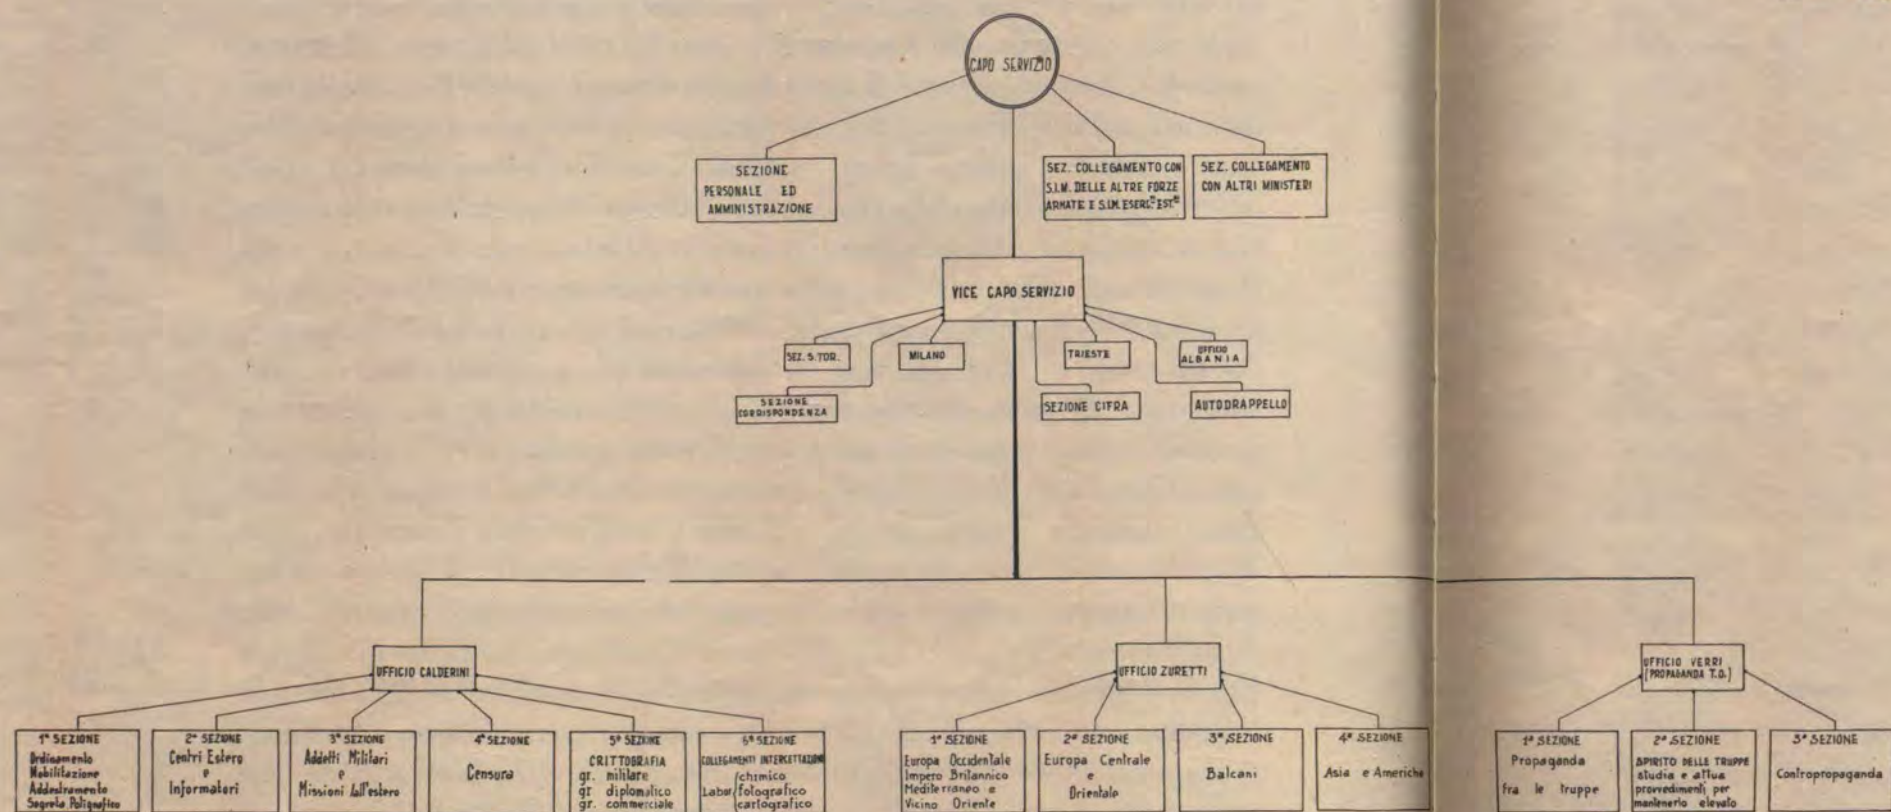 CAPO SERVIZIO
SEZIONE
PERSONALE ED
AMMINISTRAZIONE
SEZ. COLLEGAMENTO CON
S.I.M. DELLE ALTRE FORZE
ARMATE E S.I.M. ESERC.ti EST.ri
SEZ. COLLEGAMENTO
CON ALTRI MINISTERI
VICE CAPO SERVIZIO
SEZ. S. TOR.
MILANO
TRIESTE
UFFICIO
ALBANIA
SEZIONE
CORRISPONDENZA
SEZIONE CIFRA
AUTODRAPPELLO
UFFICIO CALDERINI
UFFICIO ZURETTI
UFFICIO VERRI
(PROPAGANDA T.O.)
1ª SEZIONE
Ordinamento
Mobilitazione
Addestramento
Segreta Poligrafico
2ª SEZIONE
Centri Estero
e
Informatori
3ª SEZIONE
Addetti Militari
e
Missioni all'estero
4ª SEZIONE
Censura
5ª SEZIONE
CRITTOGRAFIA
gr. militare
gr diplomatico
gr. commerciale
6ª SEZIONE
COLLEGAMENTI INTERCETTAZIONI
chimico
Labor/fotografico
cartografico
1ª SEZIONE
Europa Occidentale
Impero Britannico
Mediterraneo e
Vicino Oriente
2ª SEZIONE
Europa Centrale
e
Orientale
3ª SEZIONE
Balcani
4ª SEZIONE
Asia e Americhe
1ª SEZIONE
Propaganda
fra le truppe
2ª SEZIONE
SPIRITO DELLE TRUPPE
studia e attua
provvedimenti per
mantenerlo elevato
3ª SEZIONE
Contropropaganda